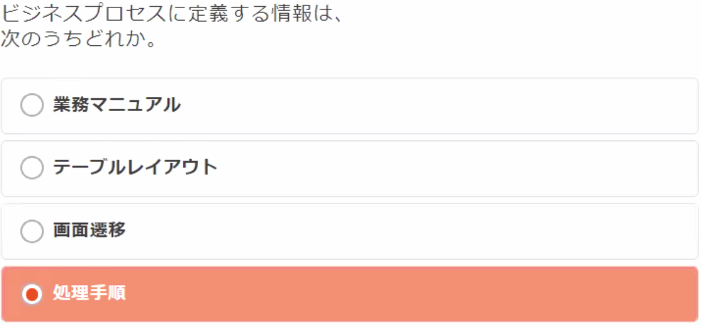 ビジネスプロセスに定義する情報は、
次のうちどれか。
業務マニュアル
テーブルレイアウト
画面遷移
処理手順